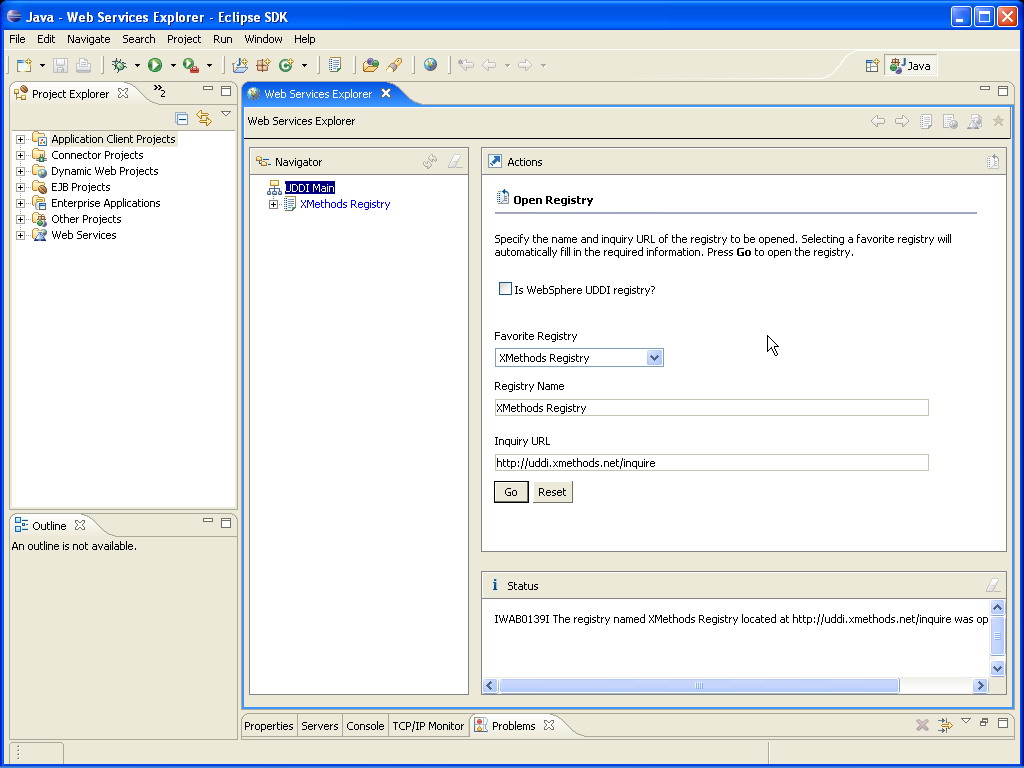 Java - Web Services Explorer - Eclipse SDK
File Edit Navigate Search Project Run Window Help
Java
Project Explorer
2
Application Client Projects
Connector Projects
Dynamic Web Projects
EJB Projects
Enterprise Applications
Other Projects
Web Services
Outline
An outline is not available.
Web Services Explorer
Web Services Explorer
Navigator
UDDI Main
XMethods Registry
Actions
Open Registry
Specify the name and inquiry URL of the registry to be opened. Selecting a favorite registry will
automatically fill in the required information. Press Go to open the registry.
Is WebSphere UDDI registry?
Favorite Registry
XMethods Registry
Registry Name
XMethods Registry
Inquiry URL
http://uddi.xmethods.net/inquire
Go Reset
Status
IWAB0139I The registry named XMethods Registry located at http://uddi.xmethods.net/inquire was op
Properties Servers Console TCP/IP Monitor Problems